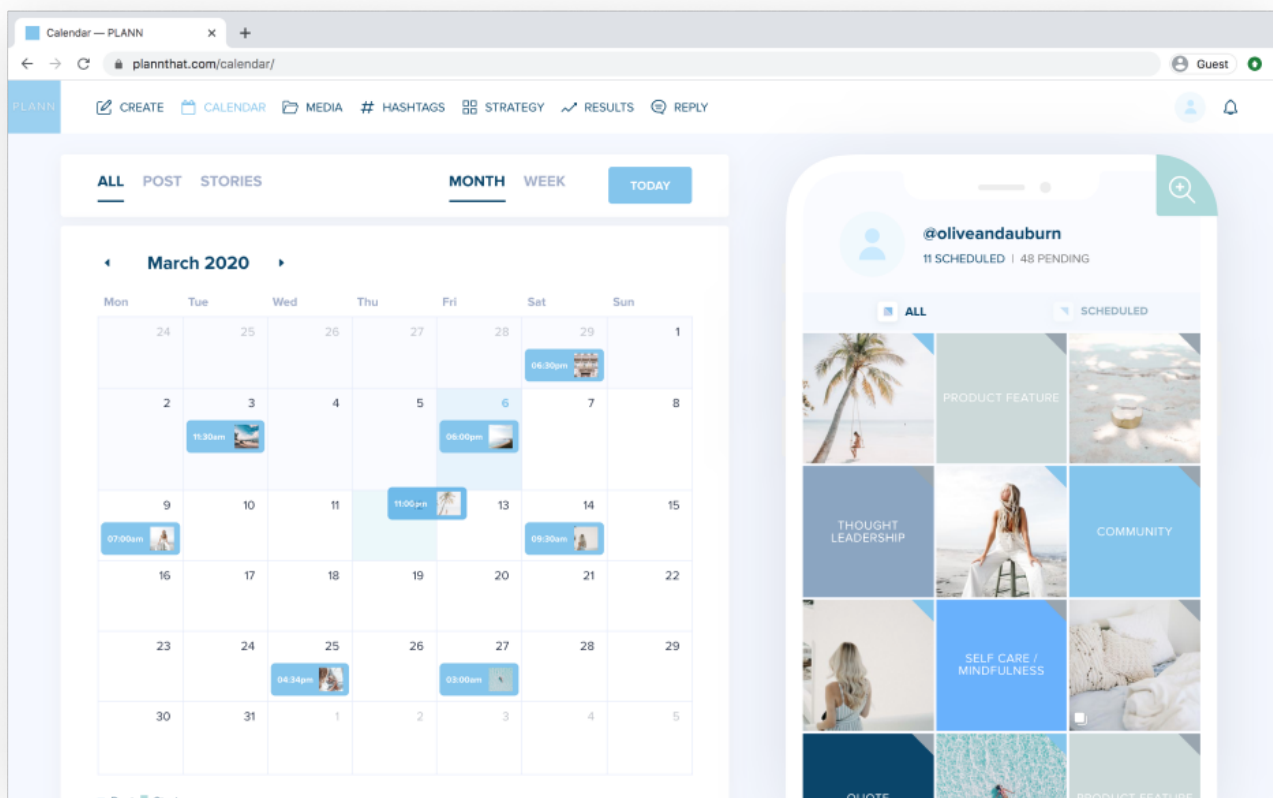 Calendar — PLANN
plannthat.com/calendar/
Guest
PLANN
CREATE
CALENDAR
MEDIA
# HASHTAGS
STRATEGY
RESULTS
REPLY
ALL
POST
STORIES
MONTH
WEEK
TODAY
March 2020
Mon Tue Wed Thu Fri Sat Sun
24 25 26 27 28 29 1
06:30pm
2 3 4 5 6 7 8
11:30am
06:00pm
9 10 11 13 14 15
11:00pm
07:00am
09:30am
16 17 18 19 20 21 22
23 24 25 26 27 28 29
04:34pm
03:00am
30 31 1 2 3 4 5
@oliveandauburn
11 SCHEDULED | 48 PENDING
ALL
SCHEDULED
PRODUCT FEATURE
THOUGHT
LEADERSHIP
COMMUNITY
SELF CARE /
MINDFULNESS
QUOTE
PRODUCT FEATURE